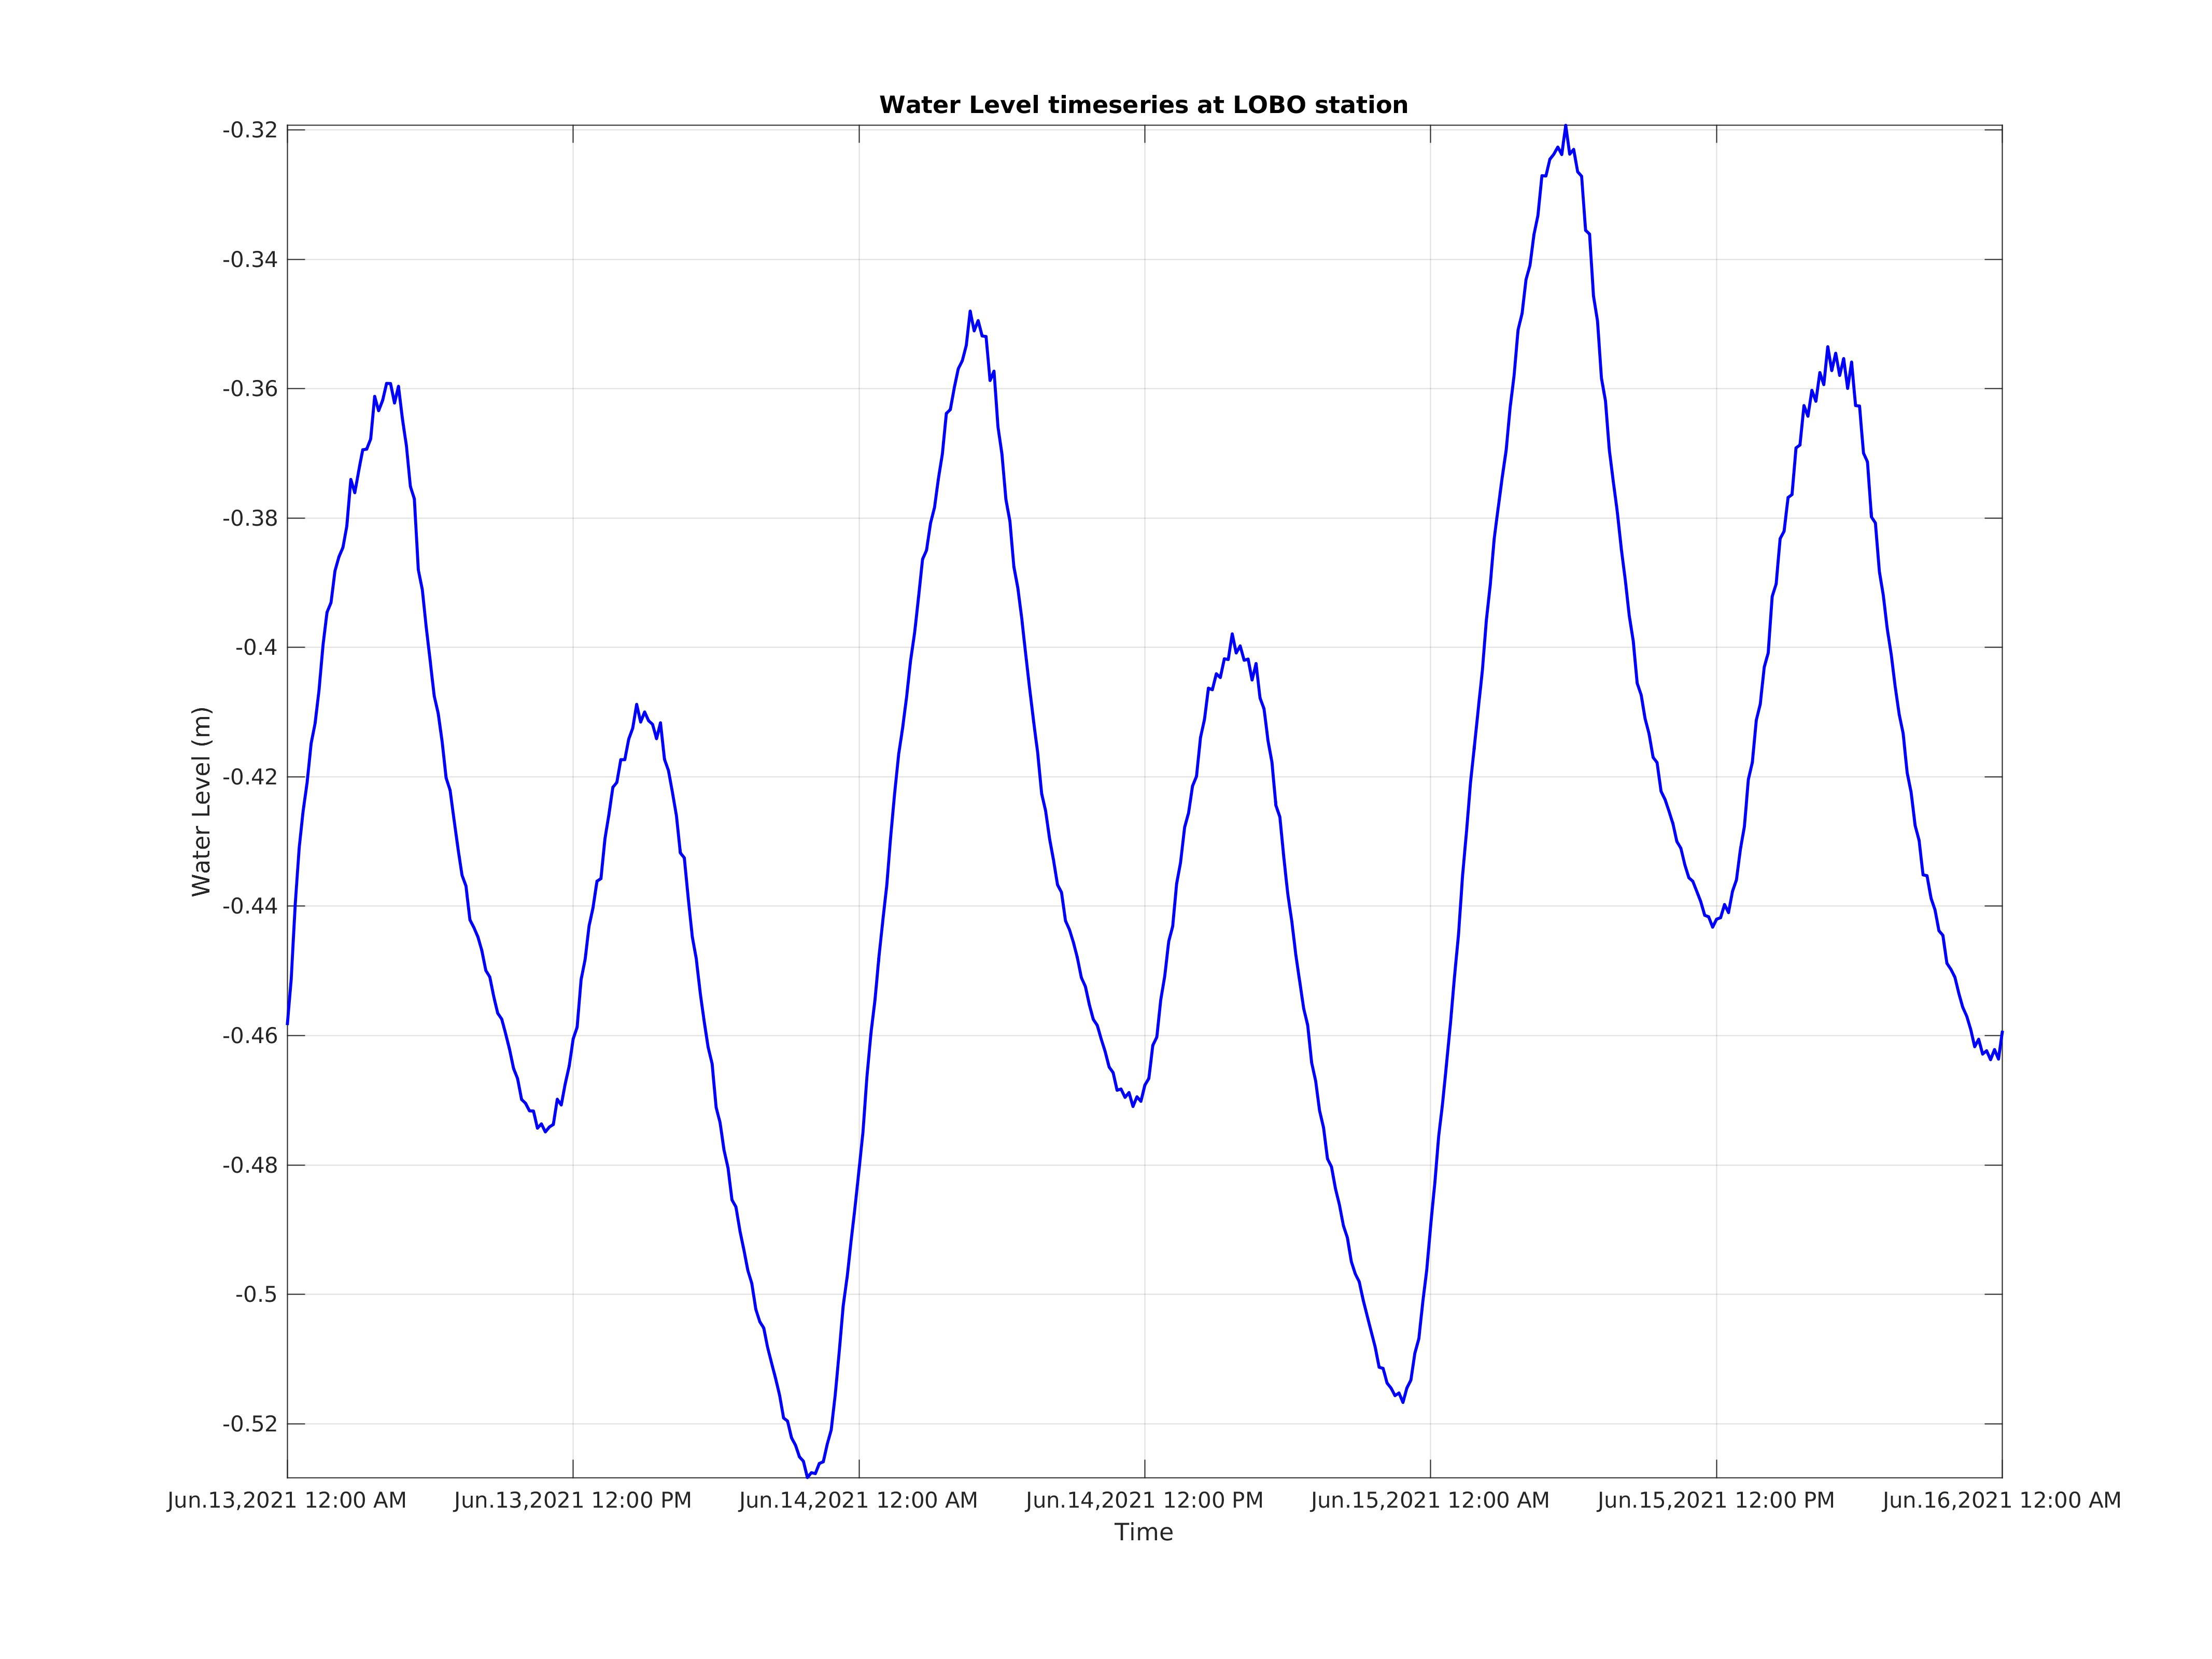 Water Level timeseries at LOBO station
-0.32
-0.34
-0.36
-0.38
-0.4
-0.42
-0.44
-0.46
-0.48
-0.5
-0.52
Water Level (m)
Jun.13,2021 12:00 AM Jun.13,2021 12:00 PM Jun.14,2021 12:00 AM Jun.14,2021 12:00 PM Jun.15,2021 12:00 AM Jun.15,2021 12:00 PM Jun.16,2021 12:00 AM
Time